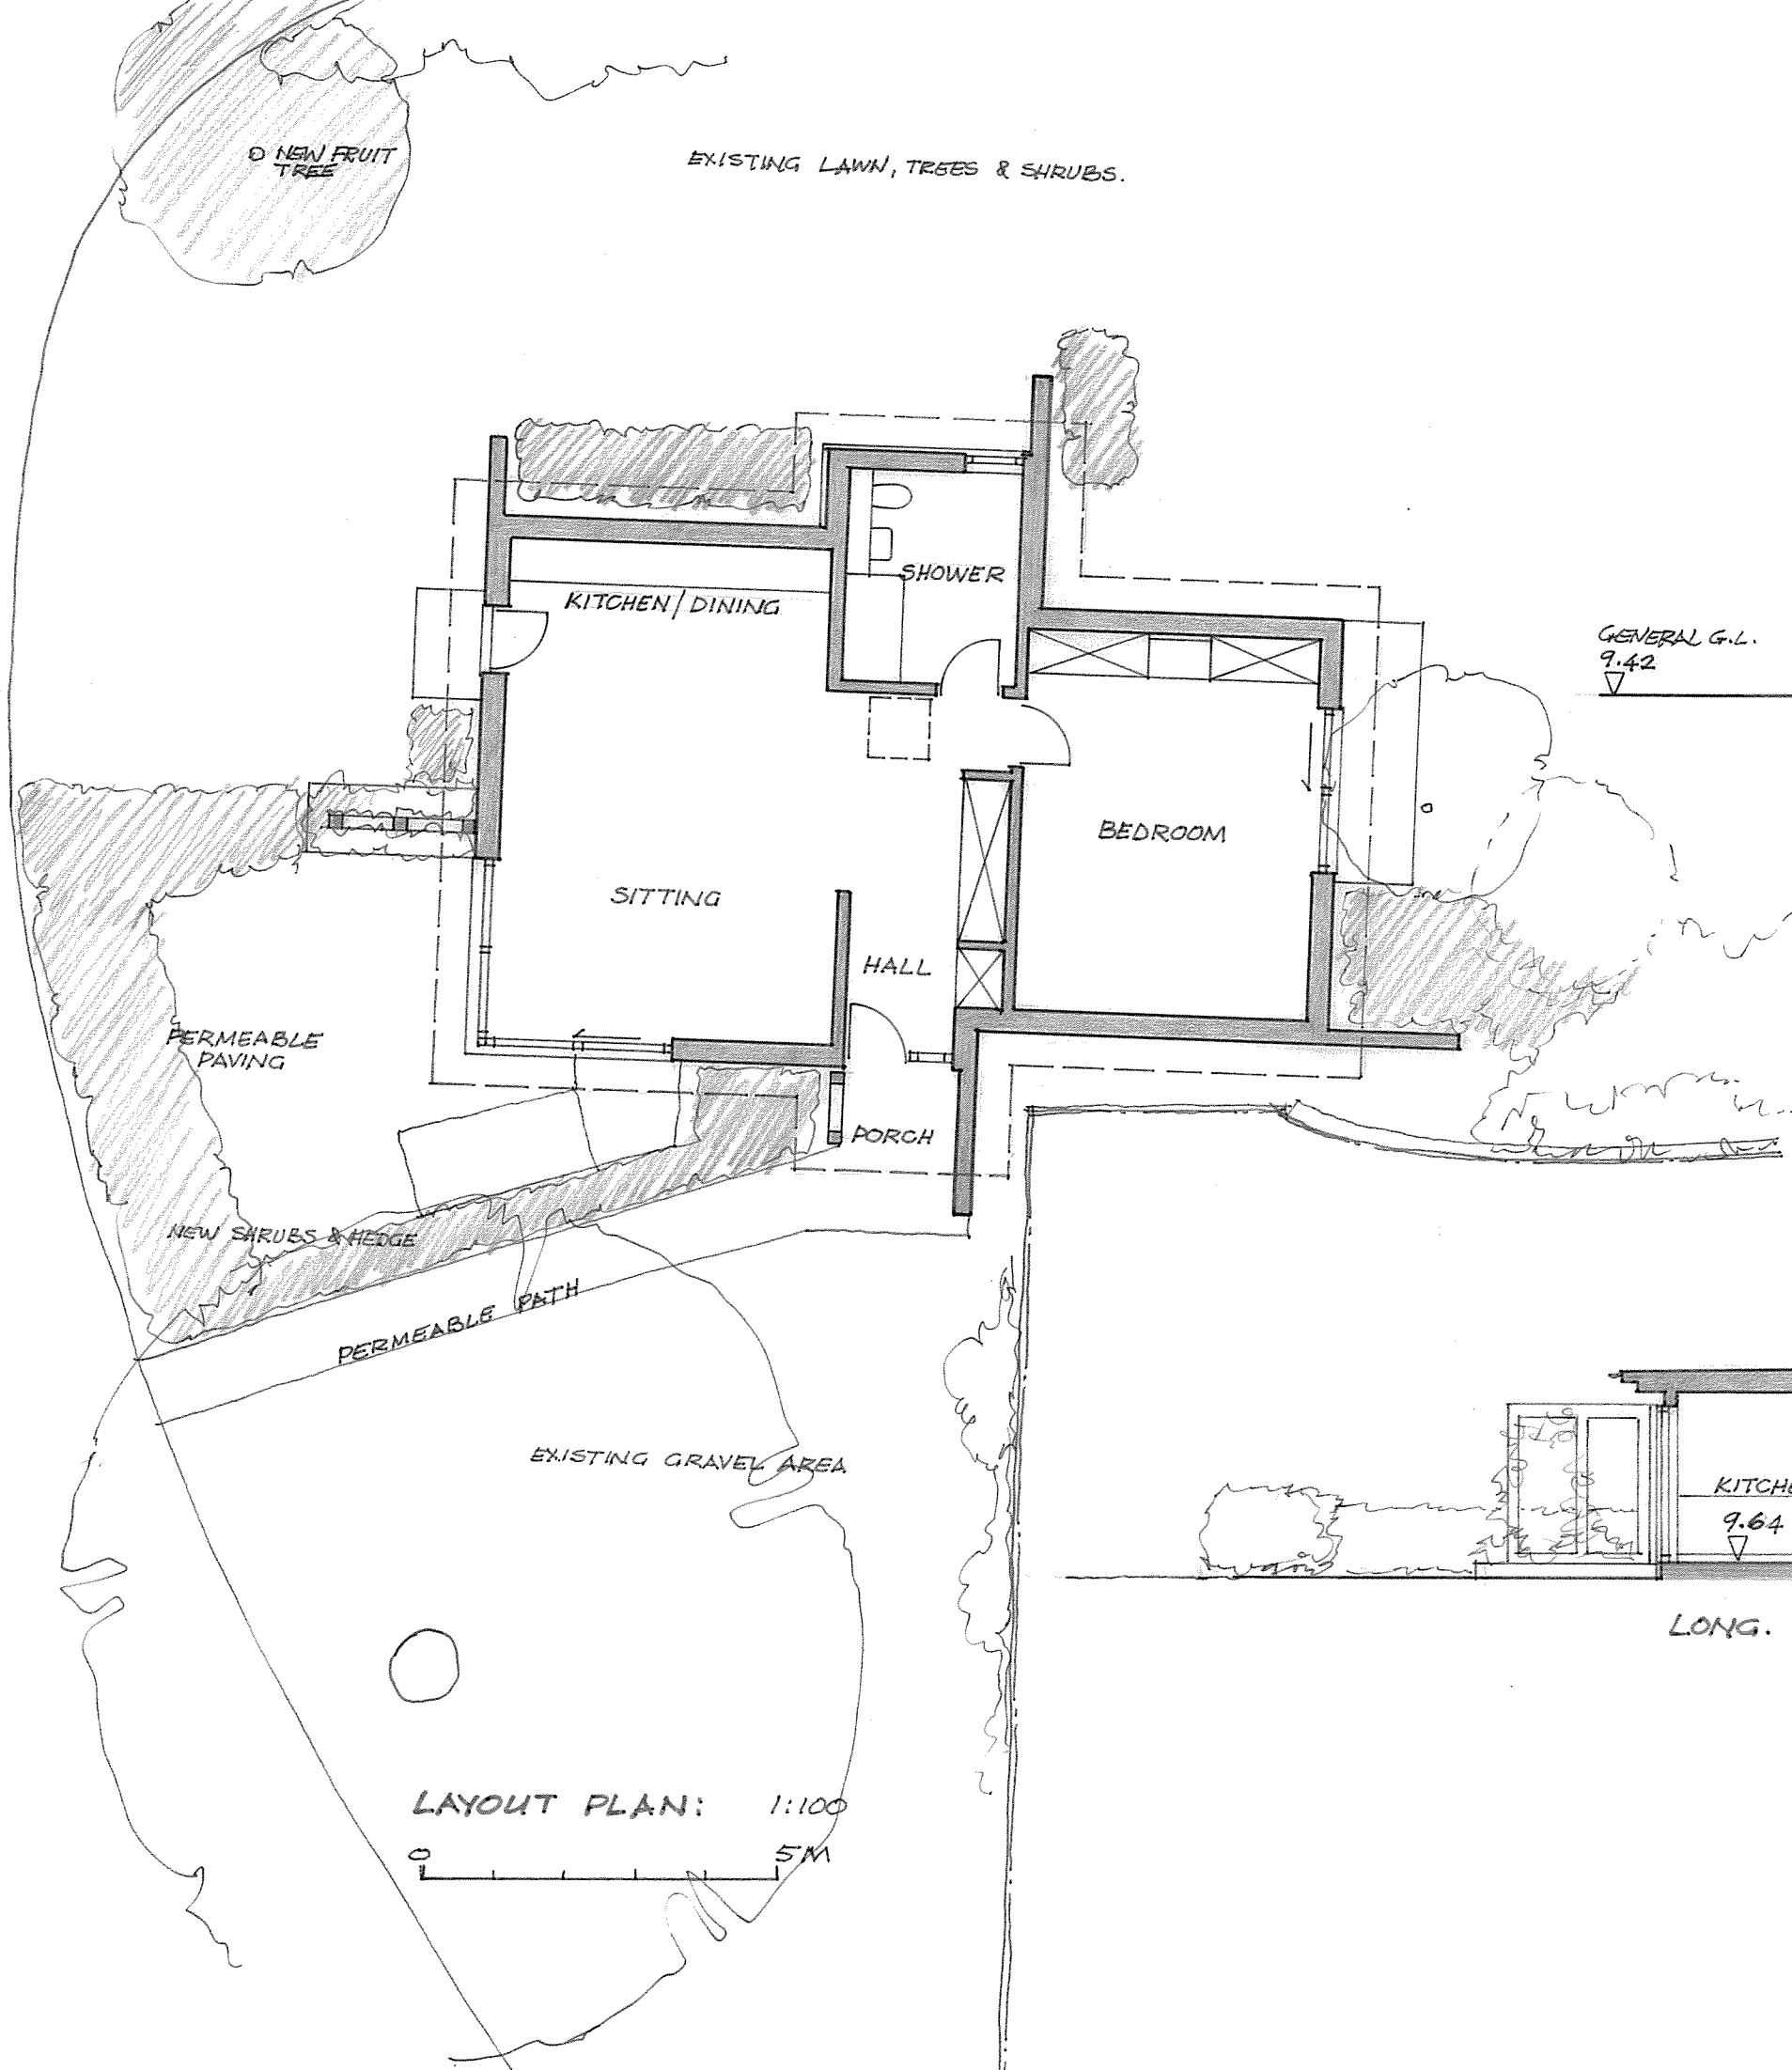 NEW FRUIT
TREE
EXISTING LAWN, TREES & SHRUBS.
SHOWER
KITCHEN/DINING
GENERAL G.L.
9.42
BEDROOM
SITTING
HALL
PERMEABLE
PAVING
PORCH
NEW SHRUBS & HEDGE
PERMEABLE PATH
EXISTING GRAVEL AREA
KITCHE
9.64
LONG.
LAYOUT PLAN: 1:100
0 5M